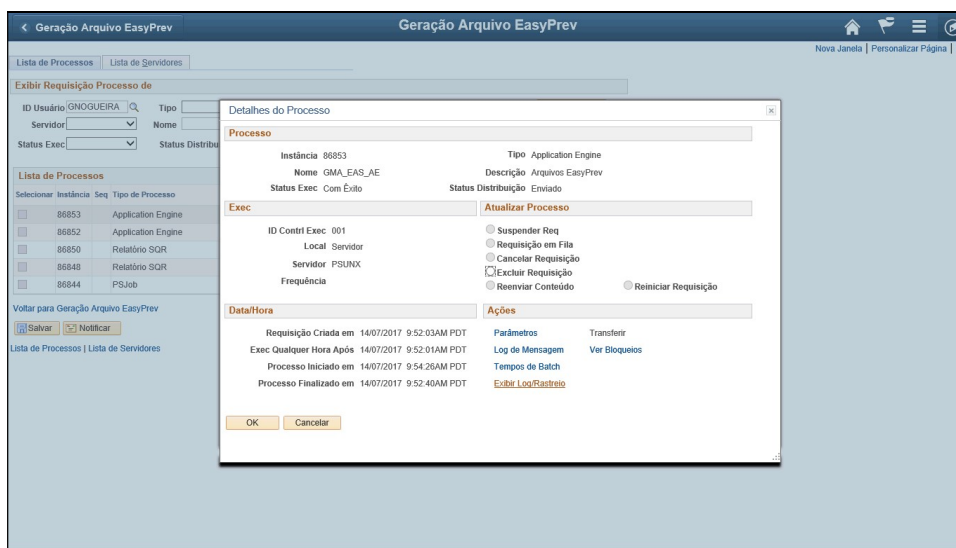 Geração Arquivo EasyPrev
Geração Arquivo EasyPrev
Nova Janela | Personalizar Página |
Lista de Processos Lista de Servidores
Exibir Requisição Processo de
ID Usuário GNOGUEIRA Tipo
Servidor Nome
Status Exec Status Distribu
Lista de Processos
Selecionar Instância Seq Tipo de Processo
86853 Application Engine
86852 Application Engine
86850 Relatório SQR
86848 Relatório SQR
86844 PSJob
Voltar para Geração Arquivo EasyPrev
Salvar Notificar
Lista de Processos | Lista de Servidores
Detalhes do Processo
Processo
Instância 86853 Tipo Application Engine
Nome GMA_EAS_AE Descrição Arquivos EasyPrev
Status Exec Com Êxito Status Distribuição Enviado
Exec Atualizar Processo
ID Contrl Exec 001 Suspender Req
Local Servidor Requisição em Fila
Servidor PSUNX Cancelar Requisição
Frequência Excluir Requisição
Reenviar Conteúdo Reiniciar Requisição
Data/Hora Ações
Requisição Criada em 14/07/2017 9:52:03AM PDT Parâmetros Transferir
Exec Qualquer Hora Após 14/07/2017 9:52:01AM PDT Log de Mensagem Ver Bloqueios
Processo Iniciado em 14/07/2017 9:54:26AM PDT Tempos de Batch
Processo Finalizado em 14/07/2017 9:52:40AM PDT Exibir Log/Rastreio
OK Cancelar